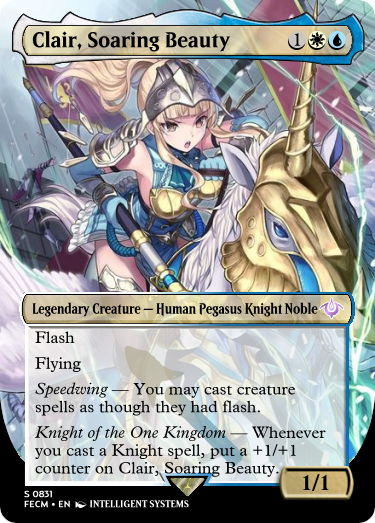 Clair, Soaring Beauty 1
Legendary Creature — Human Pegasus Knight Noble
Flash
Flying
Speedwing — You may cast creature
spells as though they had flash.
Knight of the One Kingdom — Whenever
you cast a Knight spell, put a +1/+1
counter on Clair, Soaring Beauty.
1/1
S 0831
FECM • EN INTELLIGENT SYSTEMS